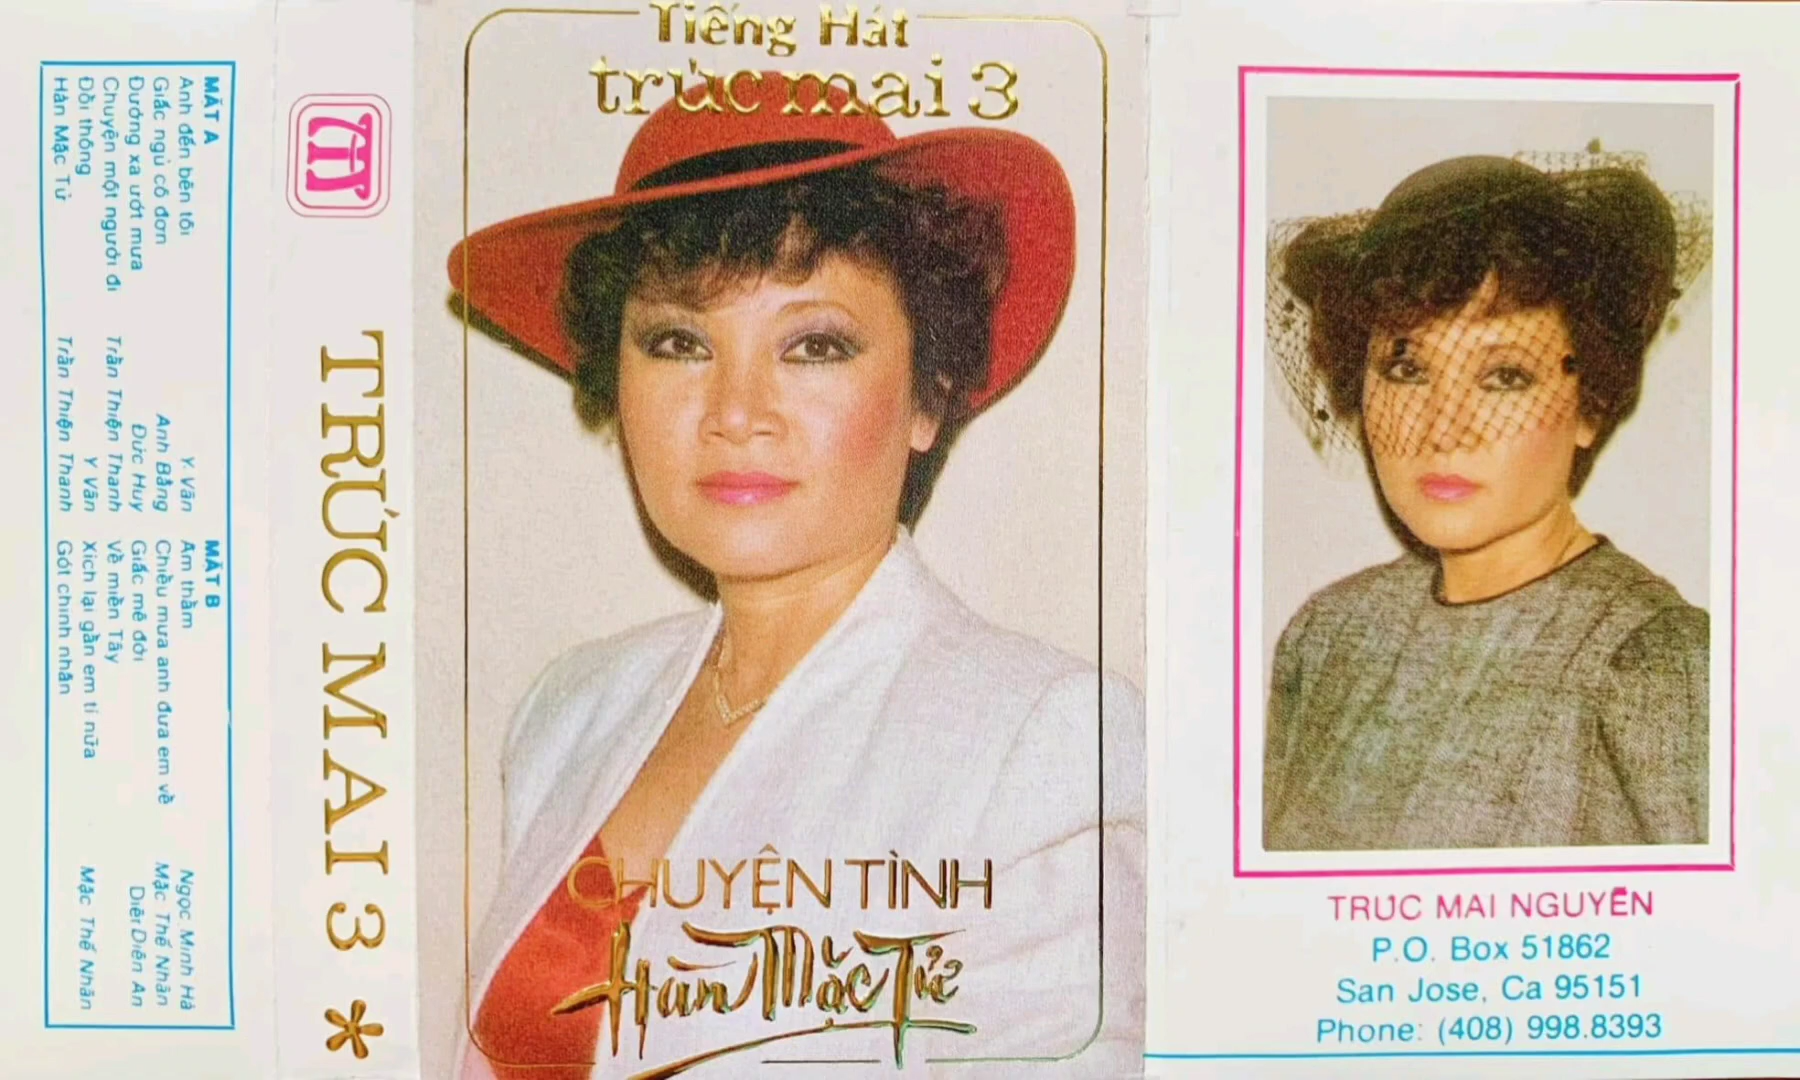 MẶT A
Anh đến bên tôi Y Vân
Giấc ngủ cô đơn Anh Bằng
Đường xa ướt mưa Đức Huy
Chuyện một người đi Trần Thiện Thanh
Đồi thông Y Vân
Hàn Mặc Tử Trần Thiện Thanh
MẶT B
Âm thầm Ngọc Minh Hà
Chiều mưa anh đưa em về Mặc Thế Nhân
Giấc mê đời Diệt Diên An
Về miền Tây
Xích lại gần em tí nữa Mặc Thế Nhân
Gót chinh nhân
TM
TRÚC MAI 3 *
Tiếng Hát
trúc mai 3
CHUYỆN TÌNH
Hàn Mặc Tử
TRUC MAI NGUYỄN
P.O. Box 51862
San Jose, Ca 95151
Phone: (408) 998.8393